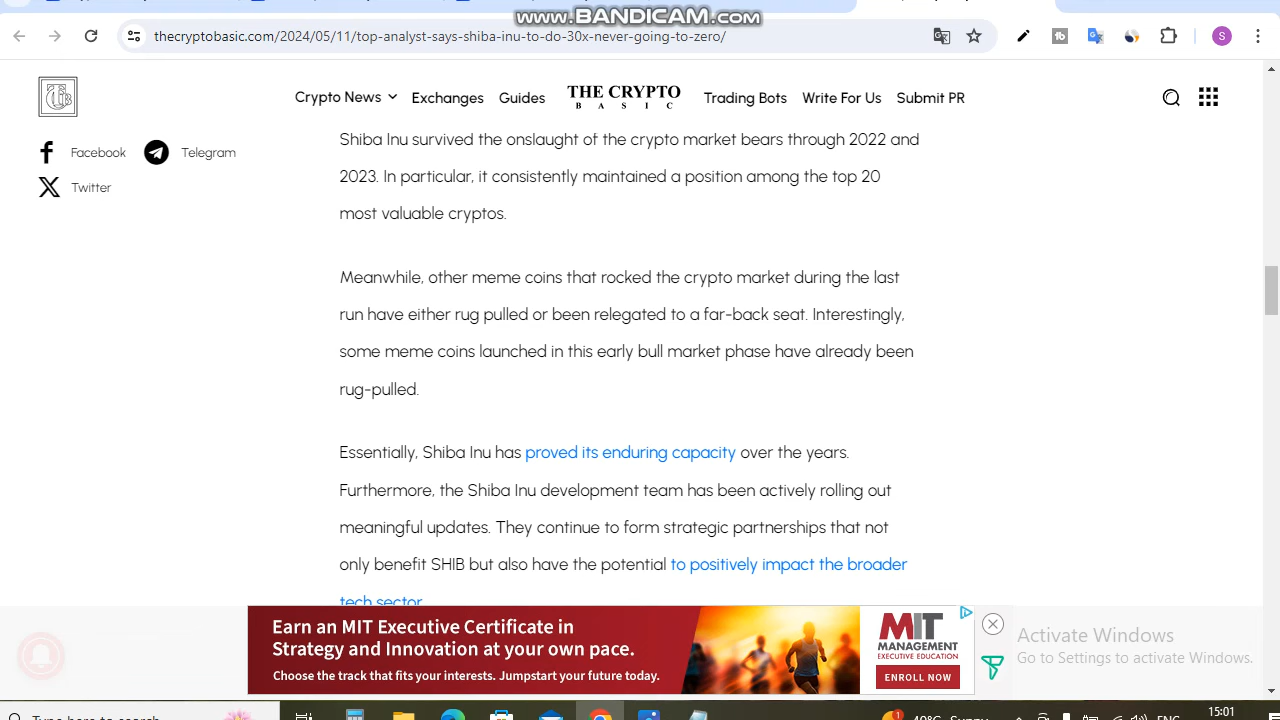 www.BANDICAM.com
thecryptobasic.com/2024/05/11/top-analyst-says-shiba-inu-to-do-30x-never-going-to-zero/
S
Crypto News
Exchanges
Guides
THE CRYPTO
BASIC
Trading Bots
Write For Us
Submit PR
Facebook
Telegram
Twitter
Shiba Inu survived the onslaught of the crypto market bears through 2022 and
2023. In particular, it consistently maintained a position among the top 20
most valuable cryptos.
Meanwhile, other meme coins that rocked the crypto market during the last
run have either rug pulled or been relegated to a far-back seat. Interestingly,
some meme coins launched in this early bull market phase have already been
rug-pulled.
Essentially, Shiba Inu has proved its enduring capacity over the years.
Furthermore, the Shiba Inu development team has been actively rolling out
meaningful updates. They continue to form strategic partnerships that not
only benefit SHIB but also have the potential to positively impact the broader
tech sector.
Earn an MIT Executive Certificate in
Strategy and Innovation at your own pace.
Choose the track that fits your interests. Jumpstart your future today.
MIT
MANAGEMENT
EXECUTIVE EDUCATION
ENROLL NOW
Activate Windows
Go to Settings to activate Windows.
Type here to search
1
40°C Sunny
15:01